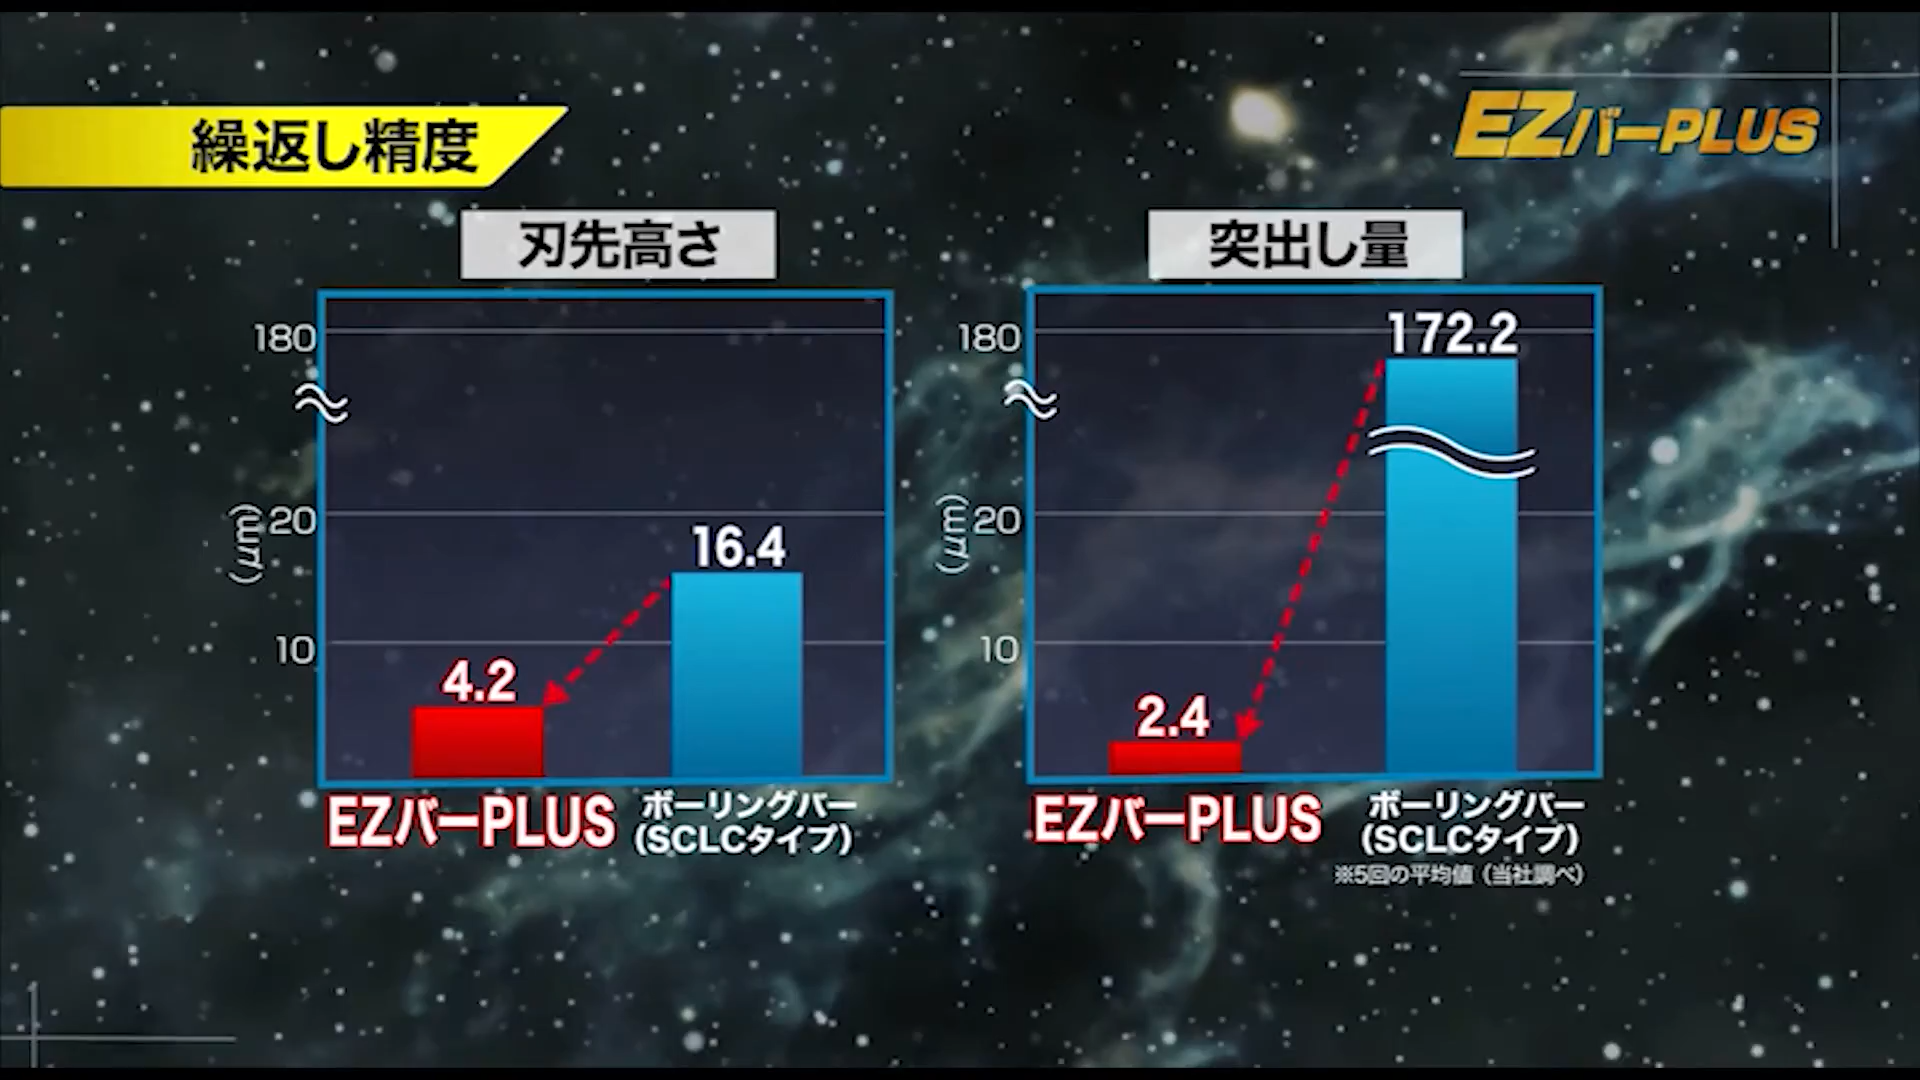 繰返し精度
EZバーPLUS
刃先高さ
180
20
10
(μm)
4.2
16.4
EZバーPLUS
ボーリングバー
(SCLCタイプ)
突出し量
180
20
10
(μm)
2.4
172.2
EZバーPLUS
ボーリングバー
(SCLCタイプ)
※5回の平均値(当社調べ)